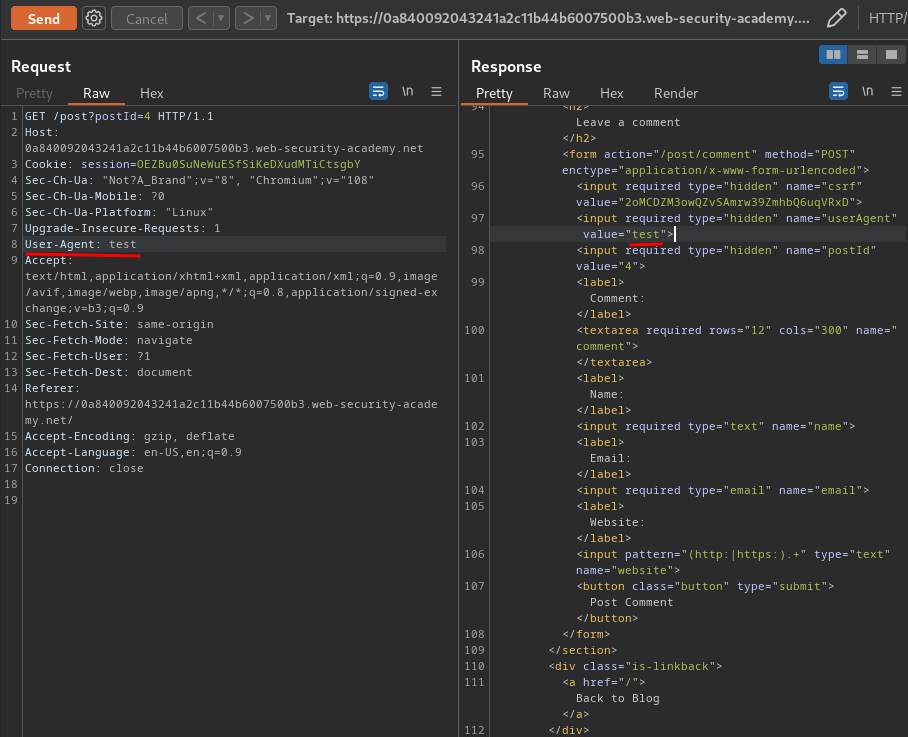 Send Cancel < > Target: https://0a840092043241a2c11b44b6007500b3.web-security-academy.... HTTP/
Request
Pretty Raw Hex \n
1 GET /post?postId=4 HTTP/1.1
2 Host:
0a840092043241a2c11b44b6007500b3.web-security-academy.net
3 Cookie: session=OEZBu0SuNeWuESfSiKeDXudMTiCtsgbY
4 Sec-Ch-Ua: "Not?A_Brand";v="8", "Chromium";v="108"
5 Sec-Ch-Ua-Mobile: ?0
6 Sec-Ch-Ua-Platform: "Linux"
7 Upgrade-Insecure-Requests: 1
8 User-Agent: test
9 Accept:
text/html,application/xhtml+xml,application/xml;q=0.9,image
/avif,image/webp,image/apng,*/*;q=0.8,application/signed-ex
change;v=b3;q=0.9
10 Sec-Fetch-Site: same-origin
11 Sec-Fetch-Mode: navigate
12 Sec-Fetch-User: ?1
13 Sec-Fetch-Dest: document
14 Referer:
https://0a840092043241a2c11b44b6007500b3.web-security-acade
my.net/
15 Accept-Encoding: gzip, deflate
16 Accept-Language: en-US,en;q=0.9
17 Connection: close
18
19
Response
Pretty Raw Hex Render \n
94 <h2>
Leave a comment
</h2>
95 <form action="/post/comment" method="POST"
enctype="application/x-www-form-urlencoded">
96 <input required type="hidden" name="csrf"
value="2oMCDZM3owQZvSAmrw39ZmhbQ6uqVRxD">
97 <input required type="hidden" name="userAgent"
value="test">
98 <input required type="hidden" name="postId"
value="4">
99 <label>
Comment:
</label>
100 <textarea required rows="12" cols="300" name="
comment">
</textarea>
101 <label>
Name:
</label>
102 <input required type="text" name="name">
103 <label>
Email:
</label>
104 <input required type="email" name="email">
105 <label>
Website:
</label>
106 <input pattern="(http:|https:).+" type="text"
name="website">
107 <button class="button" type="submit">
Post Comment
</button>
108 </form>
109 </section>
110 <div class="is-linkback">
111 <a href="/">
Back to Blog
</a>
112 </div>